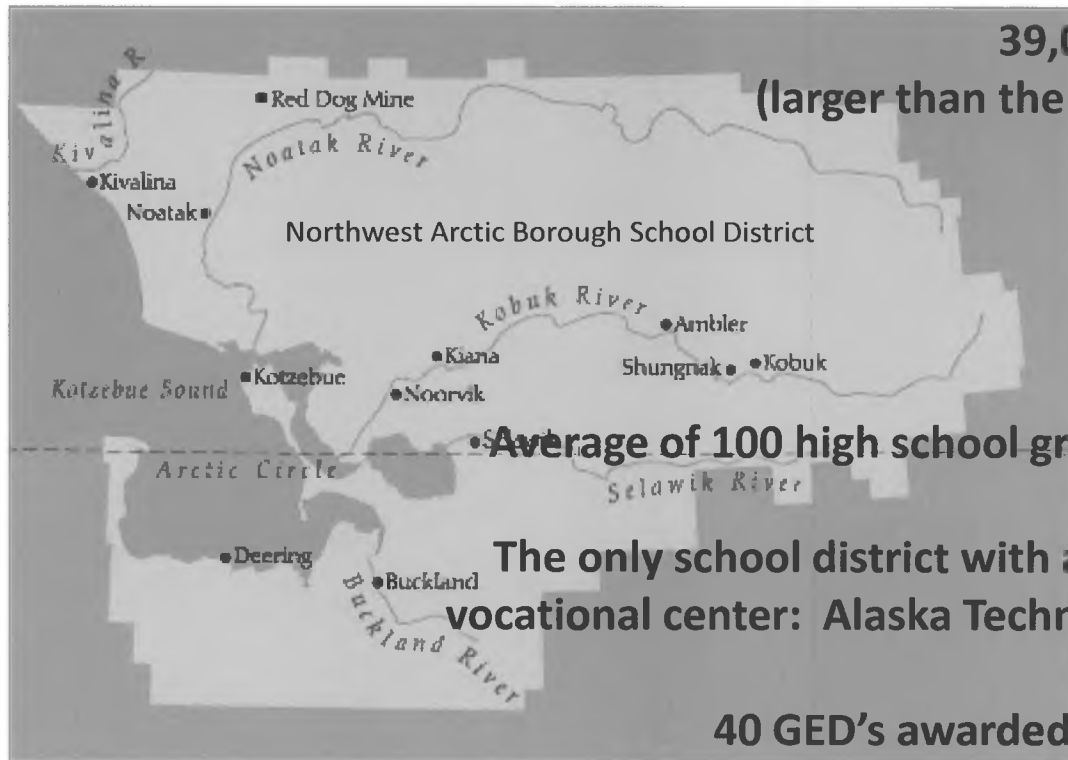 39,0
(larger than the
Kivalina R
Red Dog Mine
Noatak River
Kivalina
Noatak
Northwest Arctic Borough School District
Kobuk River
Ambler
Kiana
Shungnak
Kobuk
Kotzebue
Kotzebue Sound
Noorvik
Average of 100 high school gr
Arctic Circle
Selawik River
Deering
The only school district with a
Buckland
vocational center: Alaska Techn
Buckland River
40 GED's awarded